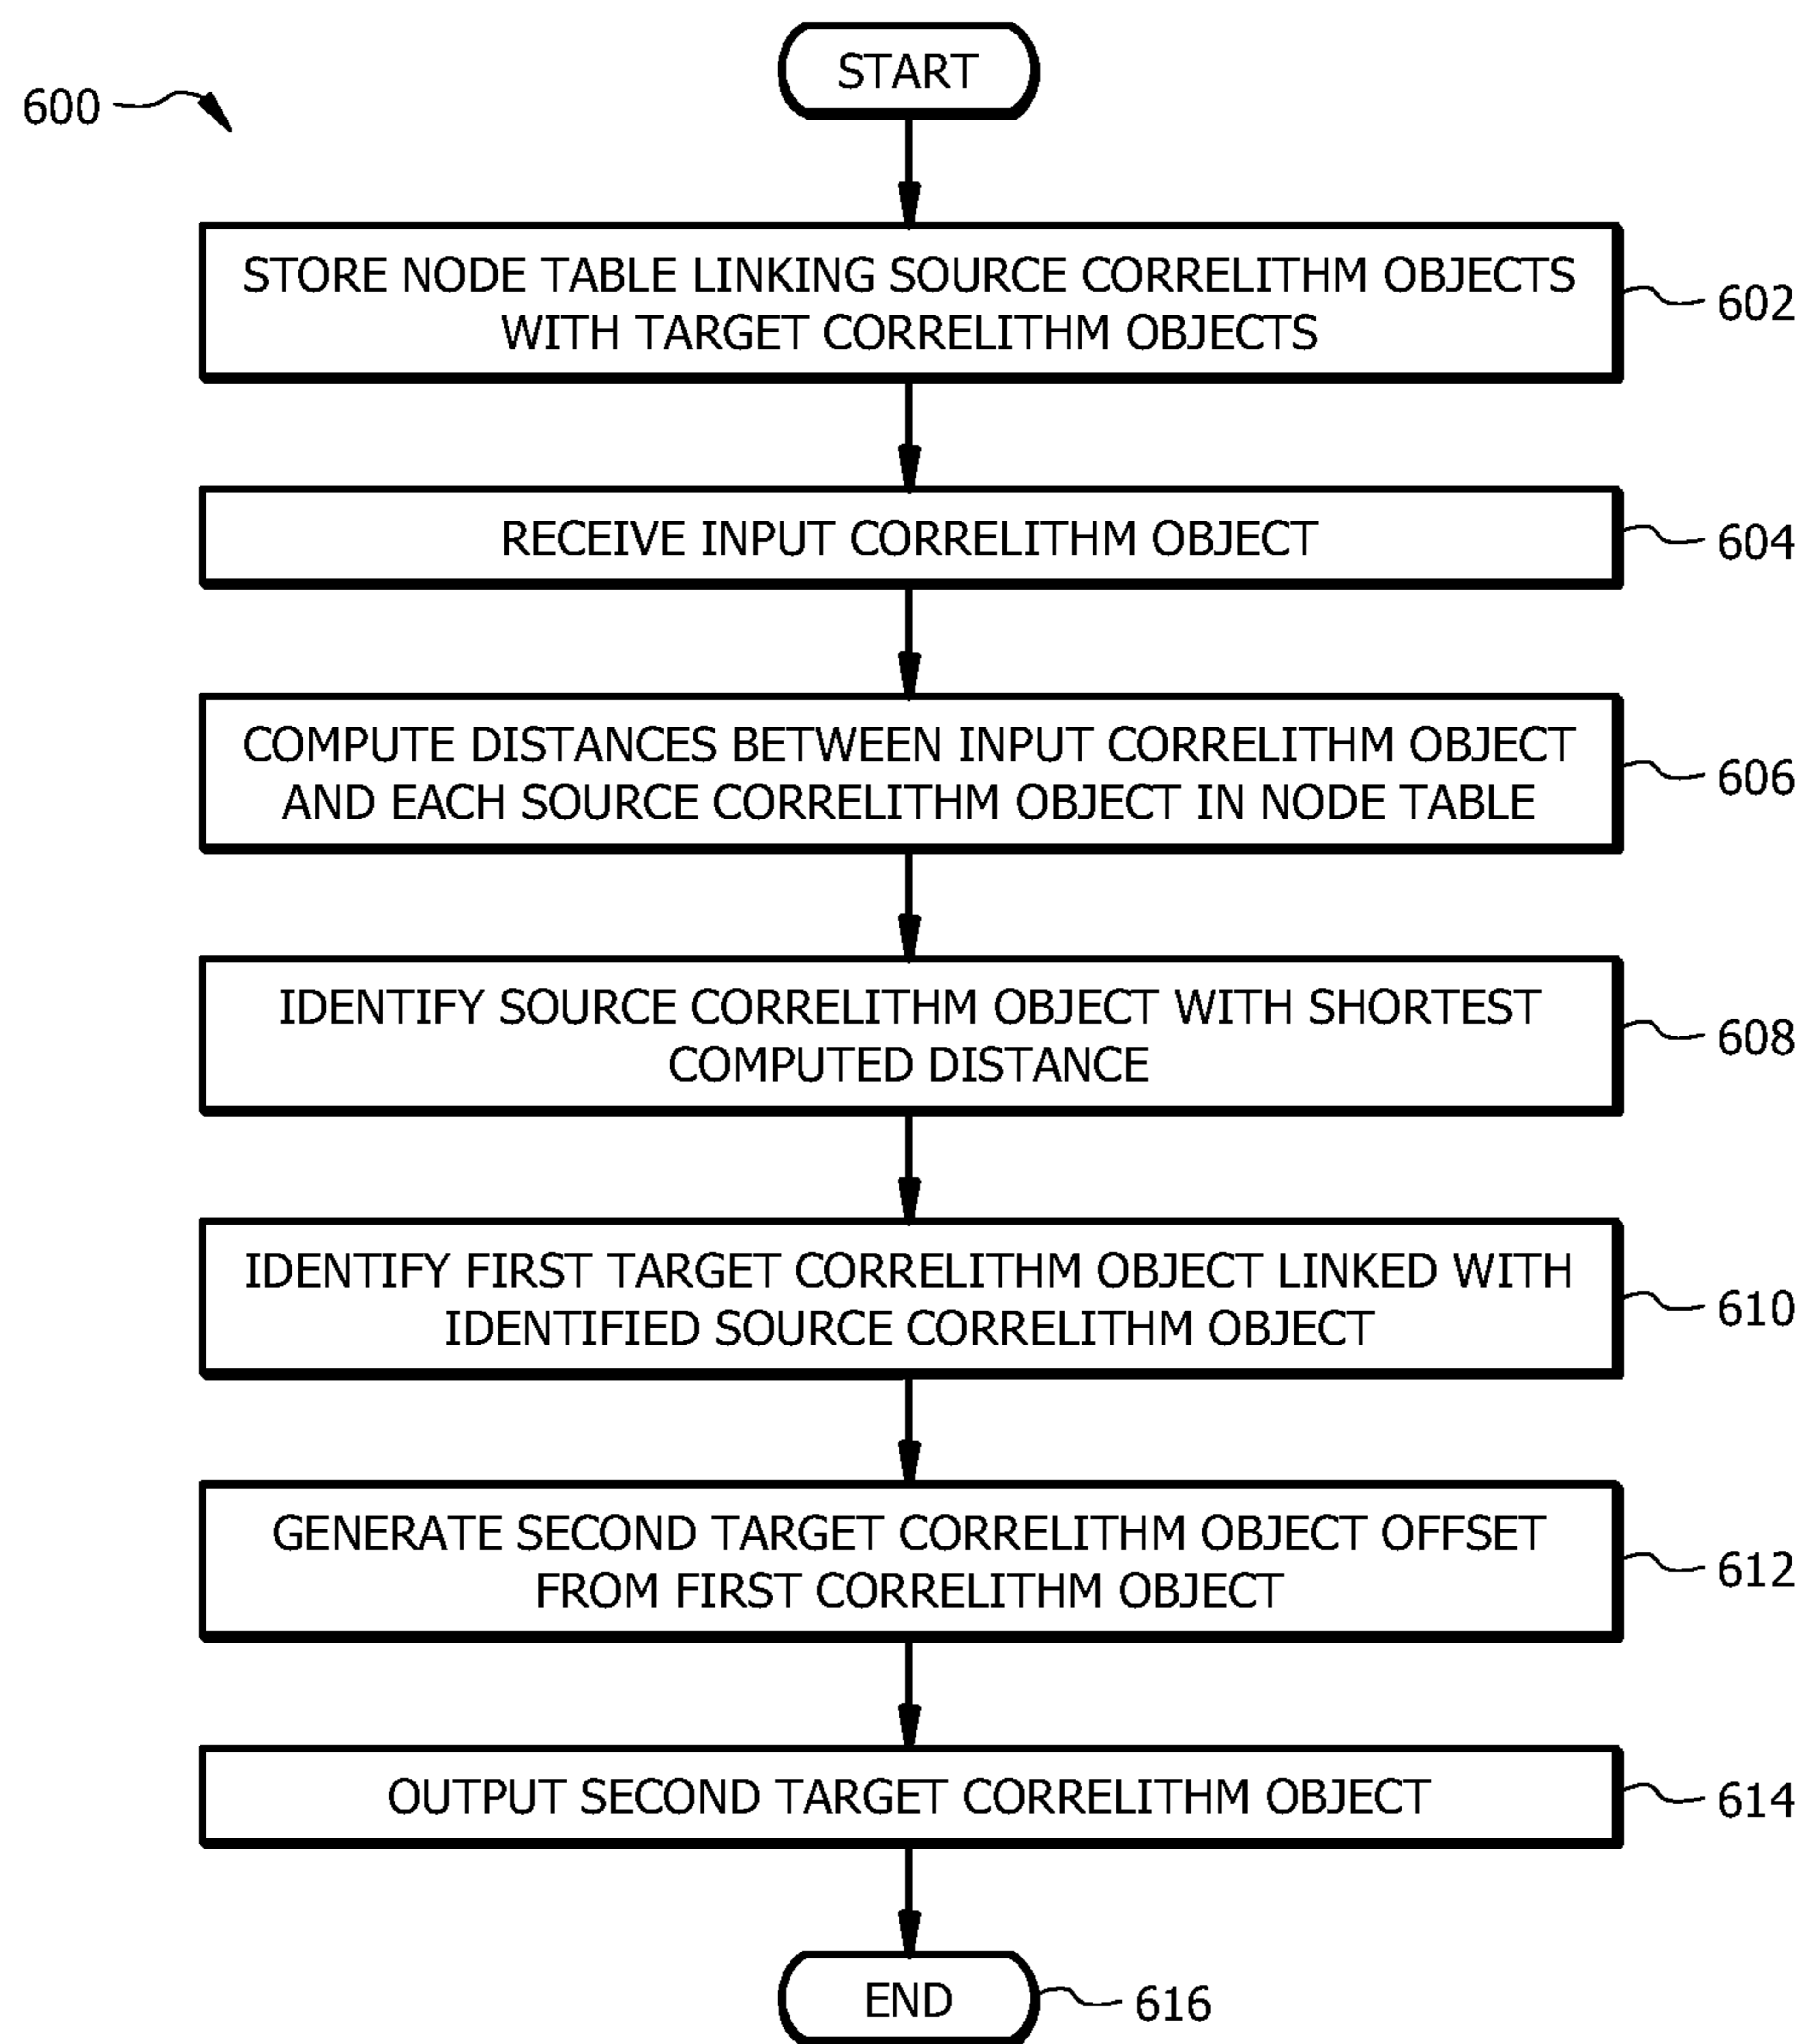 START
600
STORE NODE TABLE LINKING SOURCE CORRELITHM OBJECTS
WITH TARGET CORRELITHM OBJECTS
602
RECEIVE INPUT CORRELITHM OBJECT
604
COMPUTE DISTANCES BETWEEN INPUT CORRELITHM OBJECT
AND EACH SOURCE CORRELITHM OBJECT IN NODE TABLE
606
IDENTIFY SOURCE CORRELITHM OBJECT WITH SHORTEST
COMPUTED DISTANCE
608
IDENTIFY FIRST TARGET CORRELITHM OBJECT LINKED WITH
IDENTIFIED SOURCE CORRELITHM OBJECT
610
GENERATE SECOND TARGET CORRELITHM OBJECT OFFSET
FROM FIRST CORRELITHM OBJECT
612
OUTPUT SECOND TARGET CORRELITHM OBJECT
614
END
616